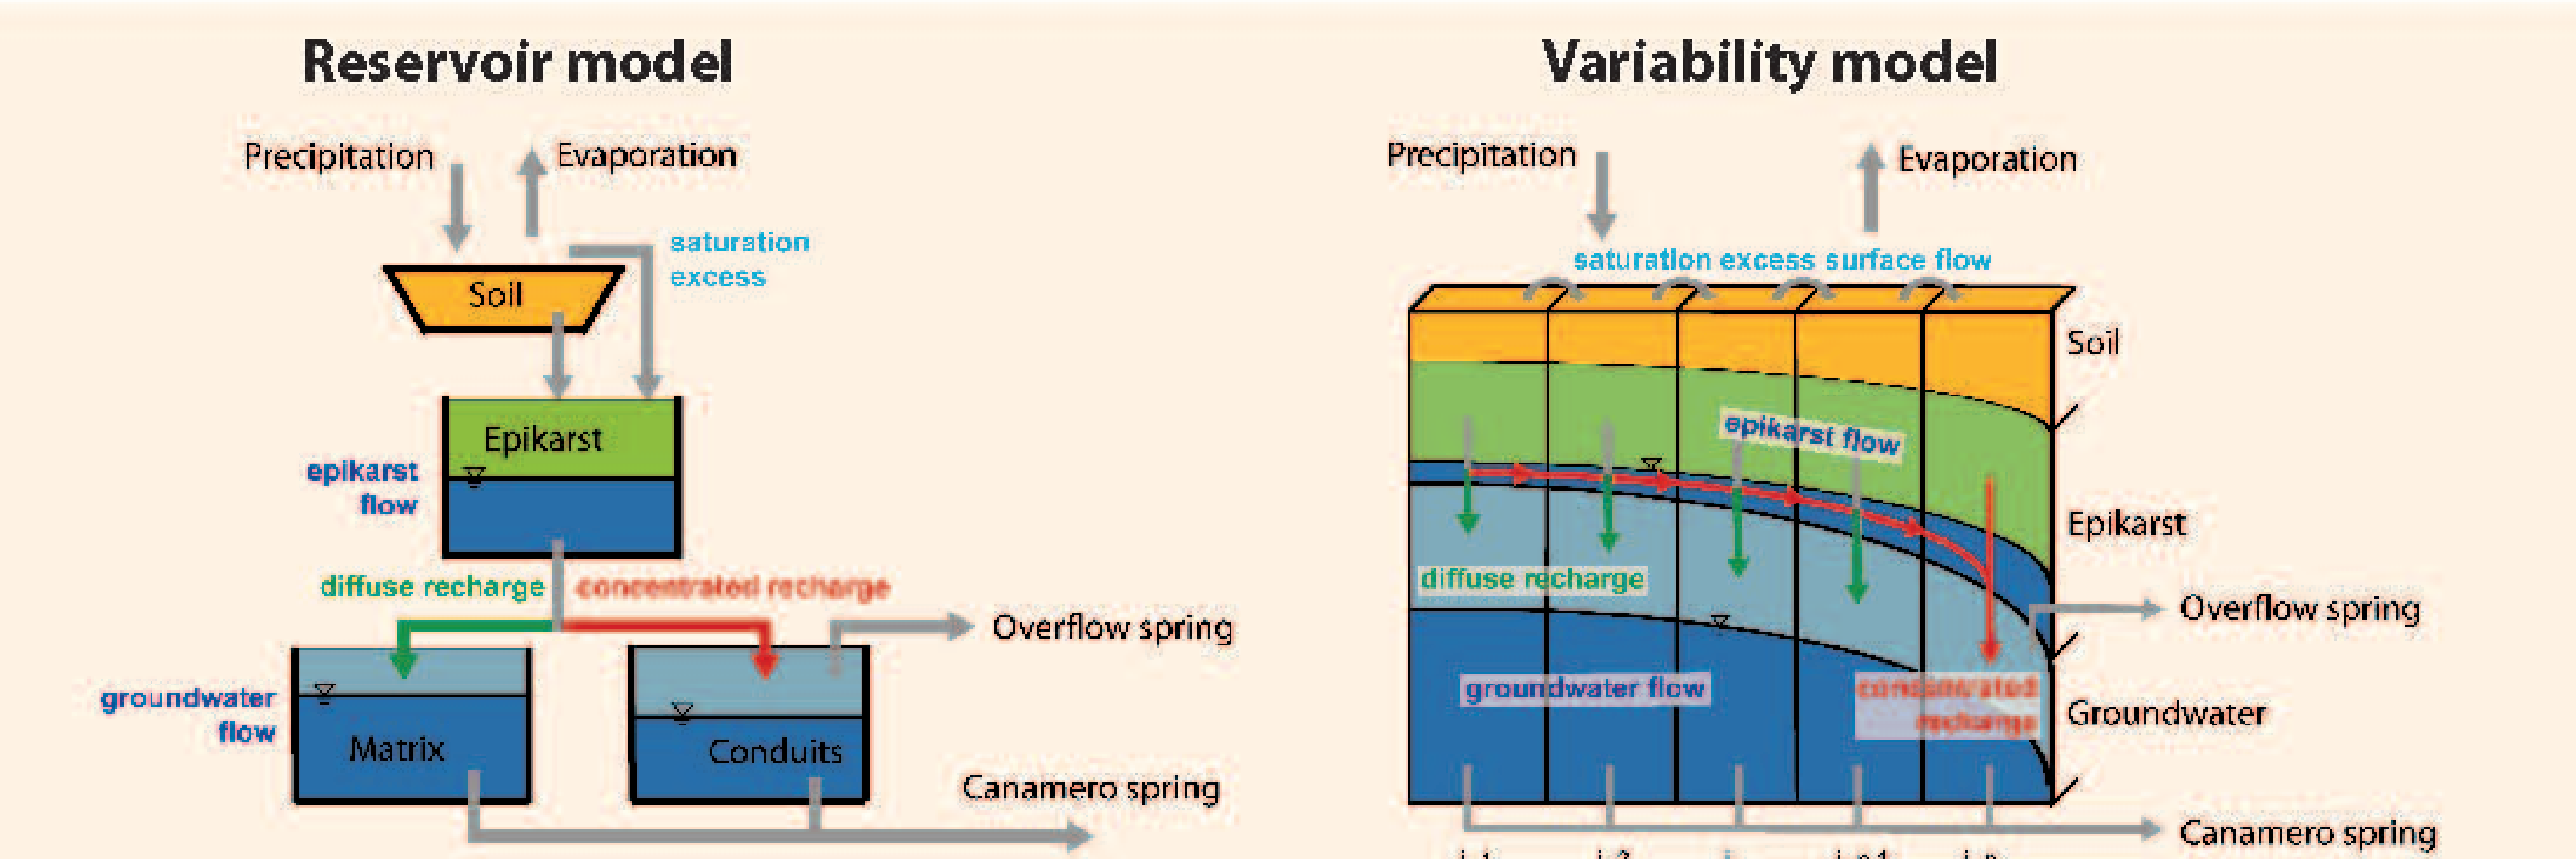 Reservoir model
Precipitation
Evaporation
saturation
excess
Soil
Epikarst
epikarst
flow
diffuse recharge
concentrated recharge
Overflow spring
groundwater
flow
Matrix
Conduits
Canamero spring
Variability model
Precipitation
Evaporation
saturation excess surface flow
Soil
epikarst flow
Epikarst
diffuse recharge
Overflow spring
groundwater flow
concentrated
recharge
Groundwater
Canamero spring